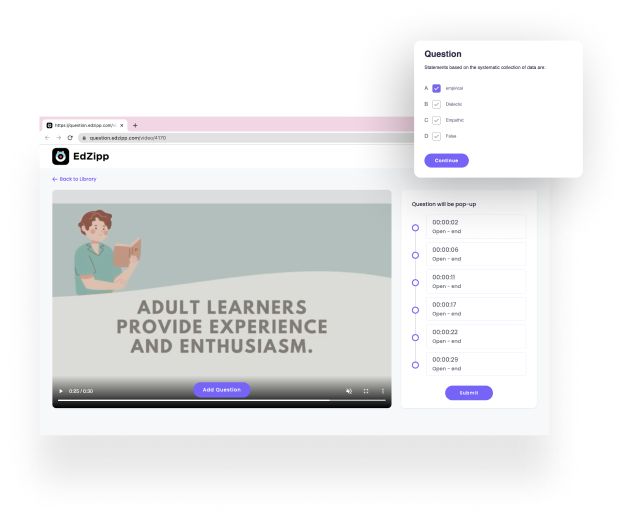 Question
Statements based on the systematic collection of data are
A empirical
B Dialectic
C Empathic
D False
Continue
https://question.edzipp.com/
question.edzipp.com/video/4170
EdZipp
← Back to Library
ADULT LEARNERS
PROVIDE EXPERIENCE
AND ENTHUSIASM.
0:25 / 0:30
Add Question
Question will be pop-up
00:00:02
Open - end
00:00:06
Open - end
00:00:11
Open - end
00:00:17
Open - end
00:00:22
Open - end
00:00:29
Open - end
Submit